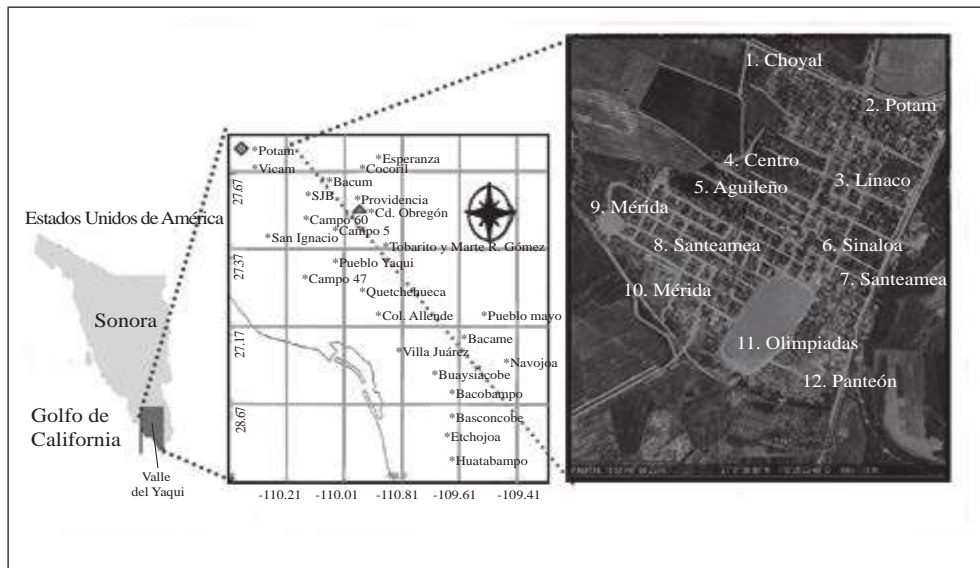 Estados Unidos de América
Sonora
Golfo de
California
Valle
del Yaqui
*Potam
*Vicam
*Esperanza
*Cocoril
*Bacum
*SJB
*Providencia
*Cd. Obregón
*Campo 60
*Campo 5
*San Ignacio
*Tobarito y Marte R. Gómez
*Pueblo Yaqui
*Campo 47
*Quetchehueca
*Col. Allende
*Pueblo mayo
*Bacame
*Villa Juárez
*Navojoa
*Buaysiacobe
*Bacobampo
*Basconcobe
*Etchojoa
*Huatabampo
27.67
27.37
27.17
28.67
-110.21
-110.01
-110.81
-109.61
-109.41
1. Choyal
2. Potam
4. Centro
3. Linaco
5. Aguileño
9. Mérida
8. Santeamea
6. Sinaloa
7. Santeamea
10. Mérida
11. Olimpiadas
12. Panteón